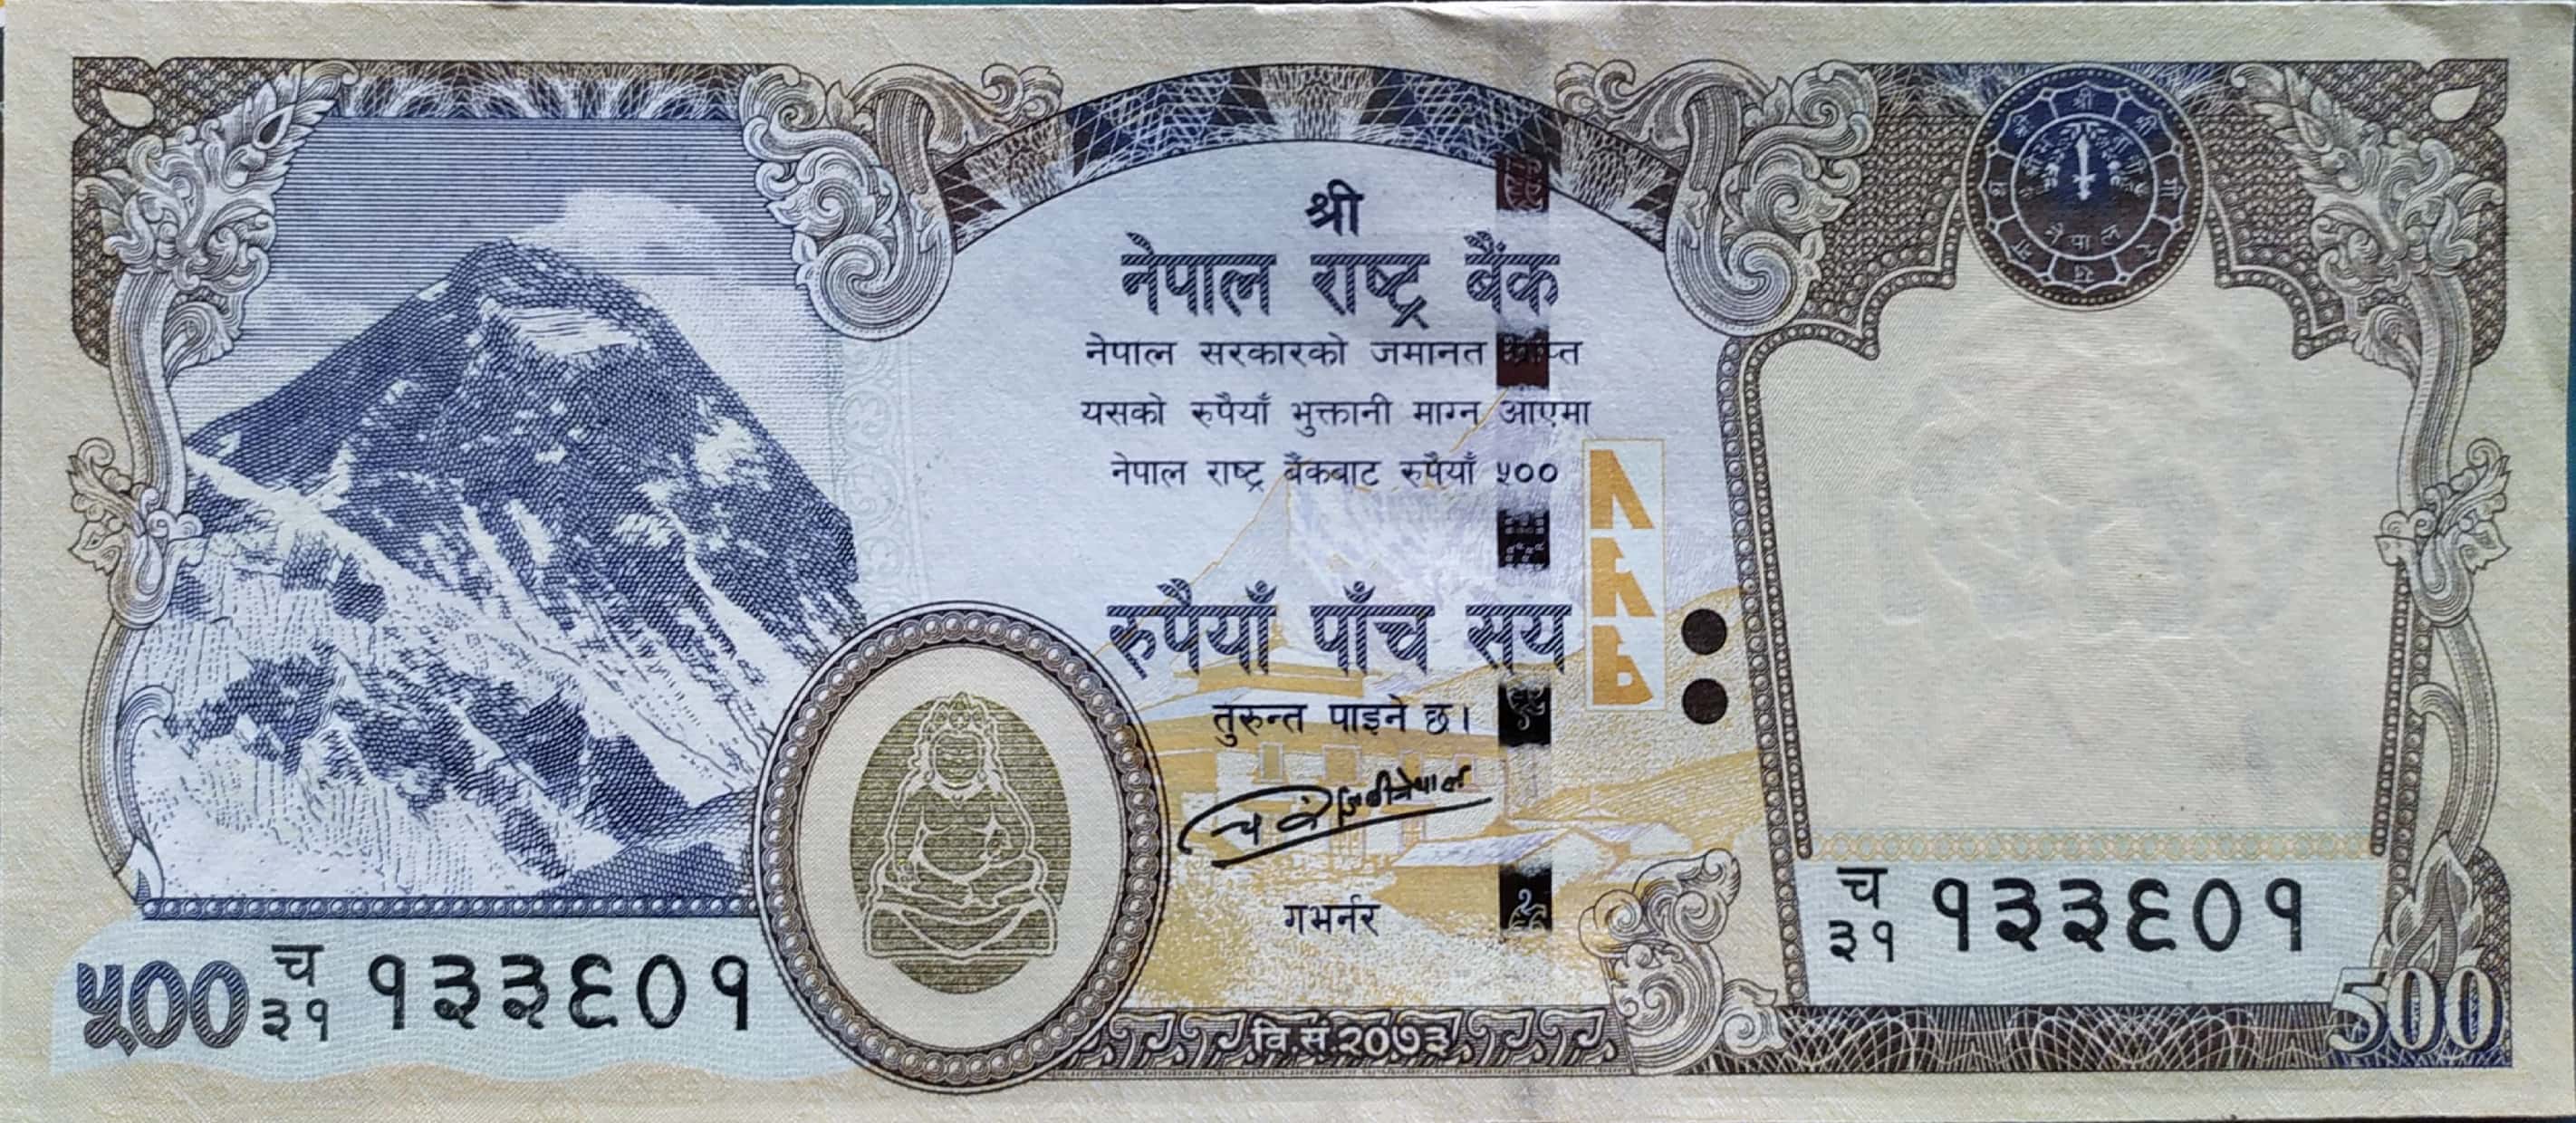 श्री
नेपाल राष्ट्र बैंक
नेपाल सरकारको जमानत प्राप्त
यसको रुपैयाँ भुक्तानी माग्न आएमा
नेपाल राष्ट्र बैंकबाट रुपैयाँ ५००
रुपैयाँ पाँच सय
तुरुन्त पाइने छ।
गभर्नर
च
३१ १३३६०१
५०० च
३१ १३३६०१
वि.सं.२०७३
500